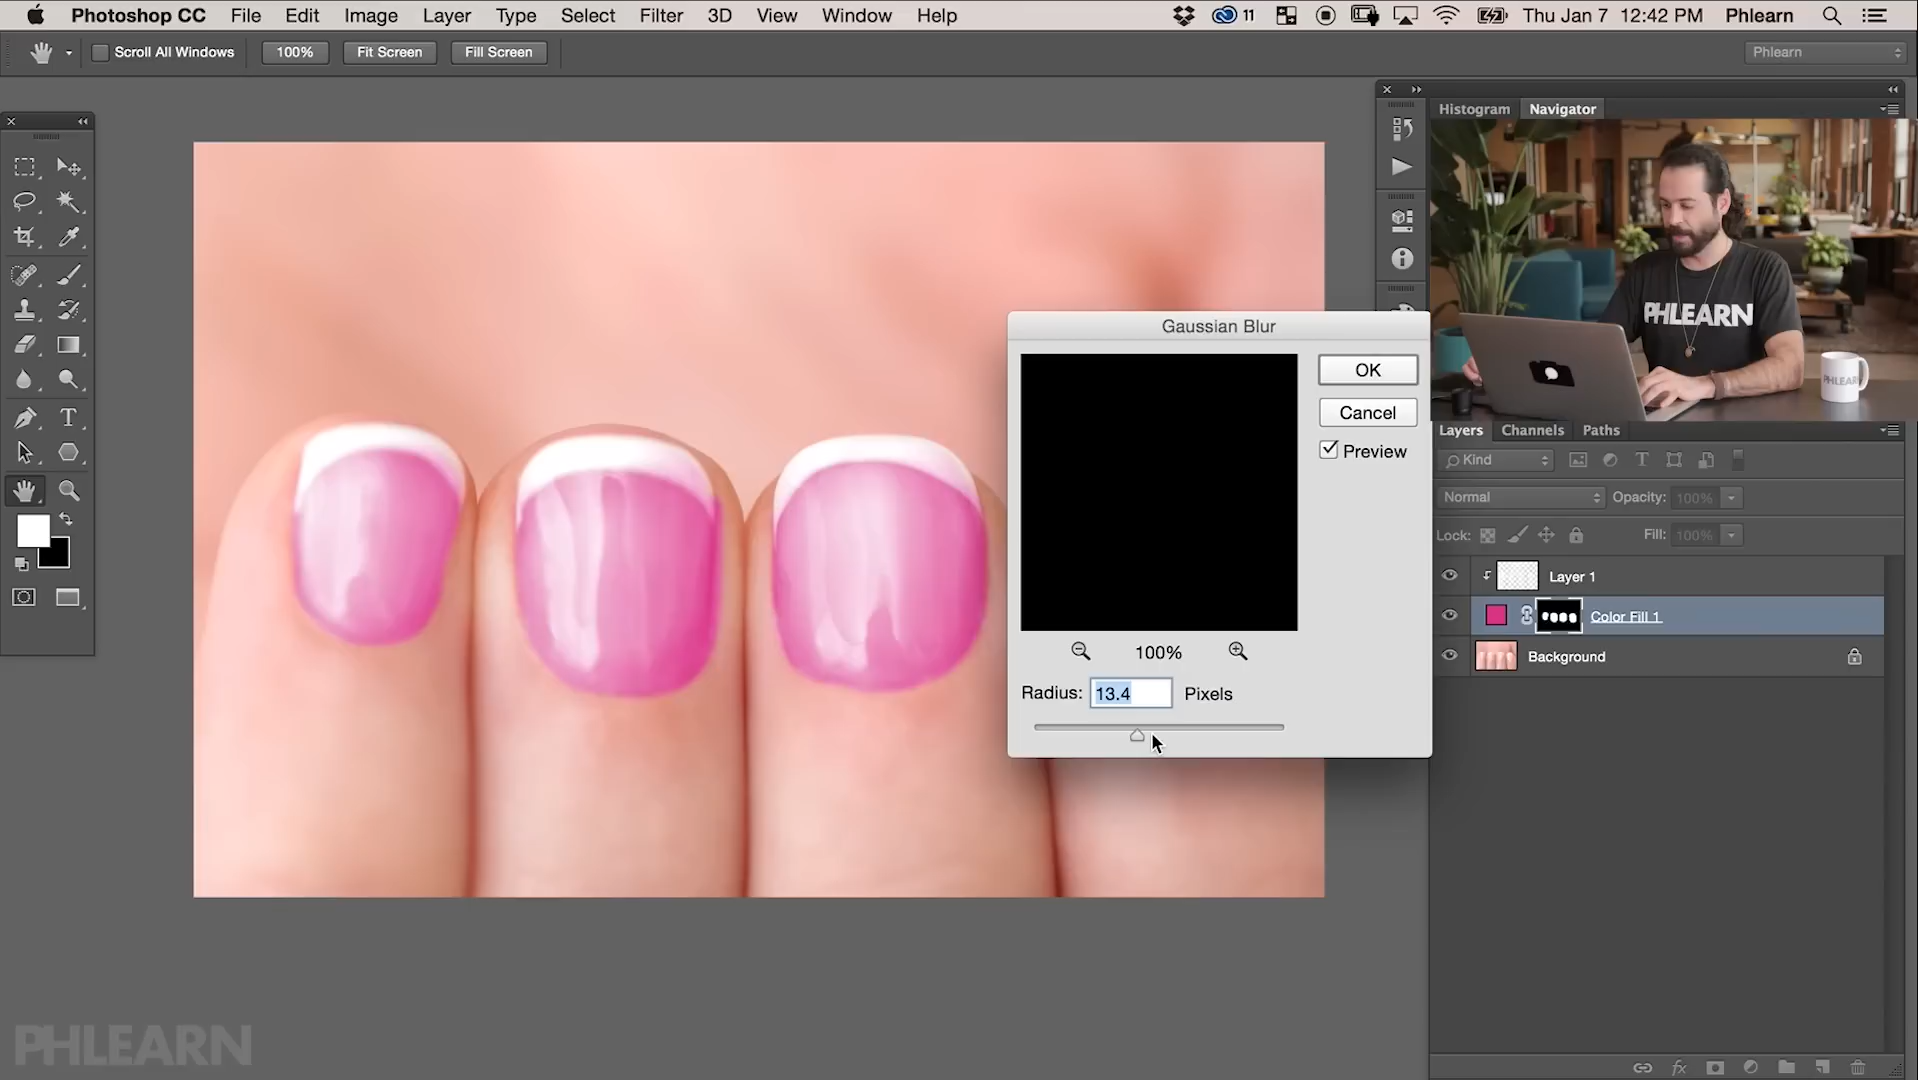 Photoshop CC File Edit Image Layer Type Select Filter 3D View Window Help 11 Thu Jan 7 12:42 PM Phlearn
Scroll All Windows 100% Fit Screen Fill Screen Phlearn
Histogram Navigator
PHLEARN
PHLEARN
Gaussian Blur
OK
Cancel
Preview
100%
Radius: 13.4 Pixels
Layers Channels Paths
Kind T
Normal Opacity: 100%
Lock: Fill: 100%
Layer 1
Color Fill 1
Background
T
fx
PHLEARN